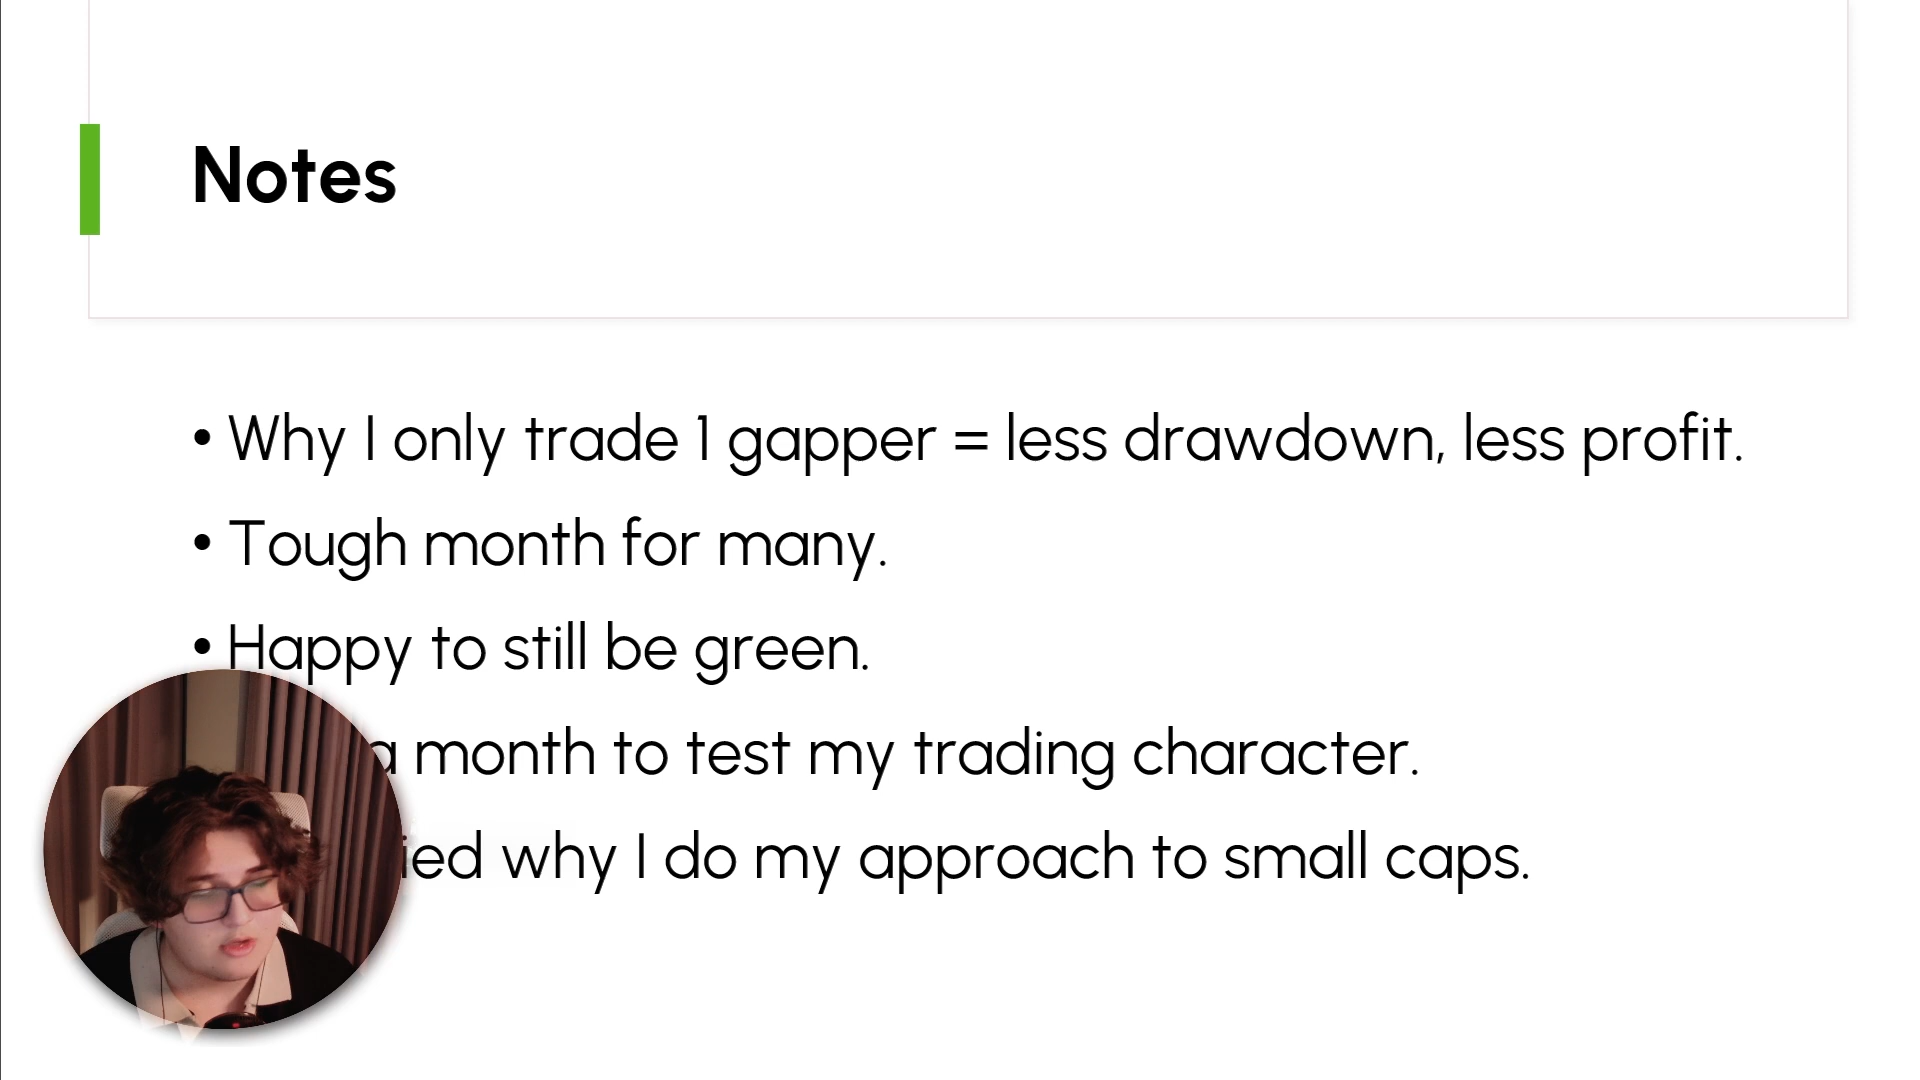 Notes
• Why I only trade 1 gapper = less drawdown, less profit.
• Tough month for many.
• Happy to still be green.
a month to test my trading character.
why I do my approach to small caps.